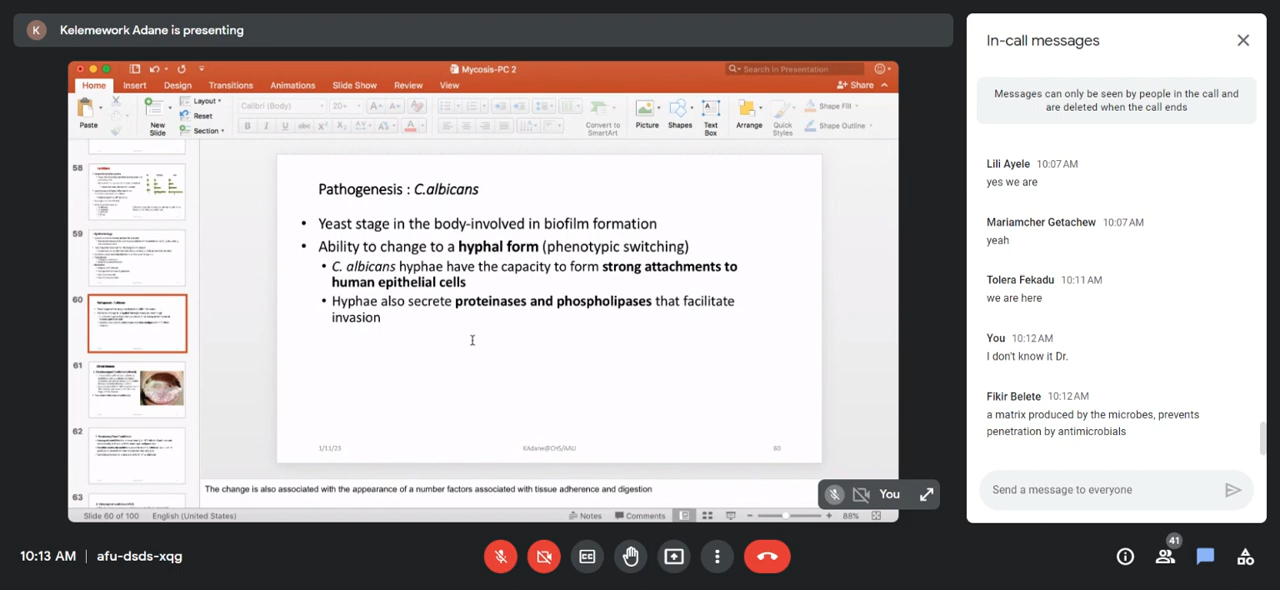 K Kelemework Adane is presenting
Mycosis-PC 2
Search in Presentation
Home Insert Design Transitions Animations Slide Show Review View
Share
Paste
New
Slide
Layout
Reset
Section
Calibri (Body)
20+
Convert to
SmartArt
Picture
Shapes
Text
Box
Arrange
Quick
Styles
Shape Fill
Shape Outline
58
59
60
61
62
63
Pathogenesis : C.albicans
• Yeast stage in the body-involved in biofilm formation
• Ability to change to a hyphal form (phenotypic switching)
• C. albicans hyphae have the capacity to form strong attachments to
human epithelial cells
• Hyphae also secrete proteinases and phospholipases that facilitate
invasion
1/11/23
KAdane@CHS/AAU
60
The change is also associated with the appearance of a number factors associated with tissue adherence and digestion
You
Slide 60 of 100
English (United States)
Notes
Comments
88%
In-call messages
Messages can only be seen by people in the call and
are deleted when the call ends
Lili Ayele 10:07 AM
yes we are
Mariamcher Getachew 10:07 AM
yeah
Tolera Fekadu 10:11 AM
we are here
You 10:12 AM
I don't know it Dr.
Fikir Belete 10:12 AM
a matrix produced by the microbes, prevents
penetration by antimicrobials
Send a message to everyone
10:13 AM | afu-dsds-xqg
41